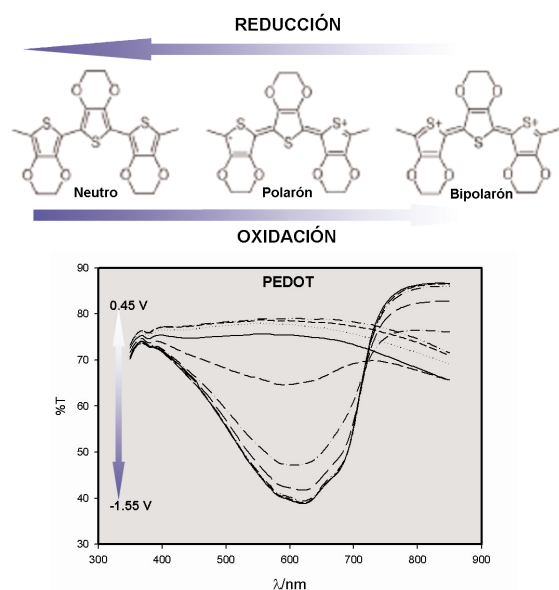 REDUCCIÓN
O O
S S
S
O O O O
Neutro
O O
S+
S
O O O O
Polarón
O O
S+ S+
S
O O O O
Bipolarón
OXIDACIÓN
PEDOT
0.45 V
-1.55 V
%T
90
80
70
60
50
40
30
300 400 500 600 700 800 900
λ/nm